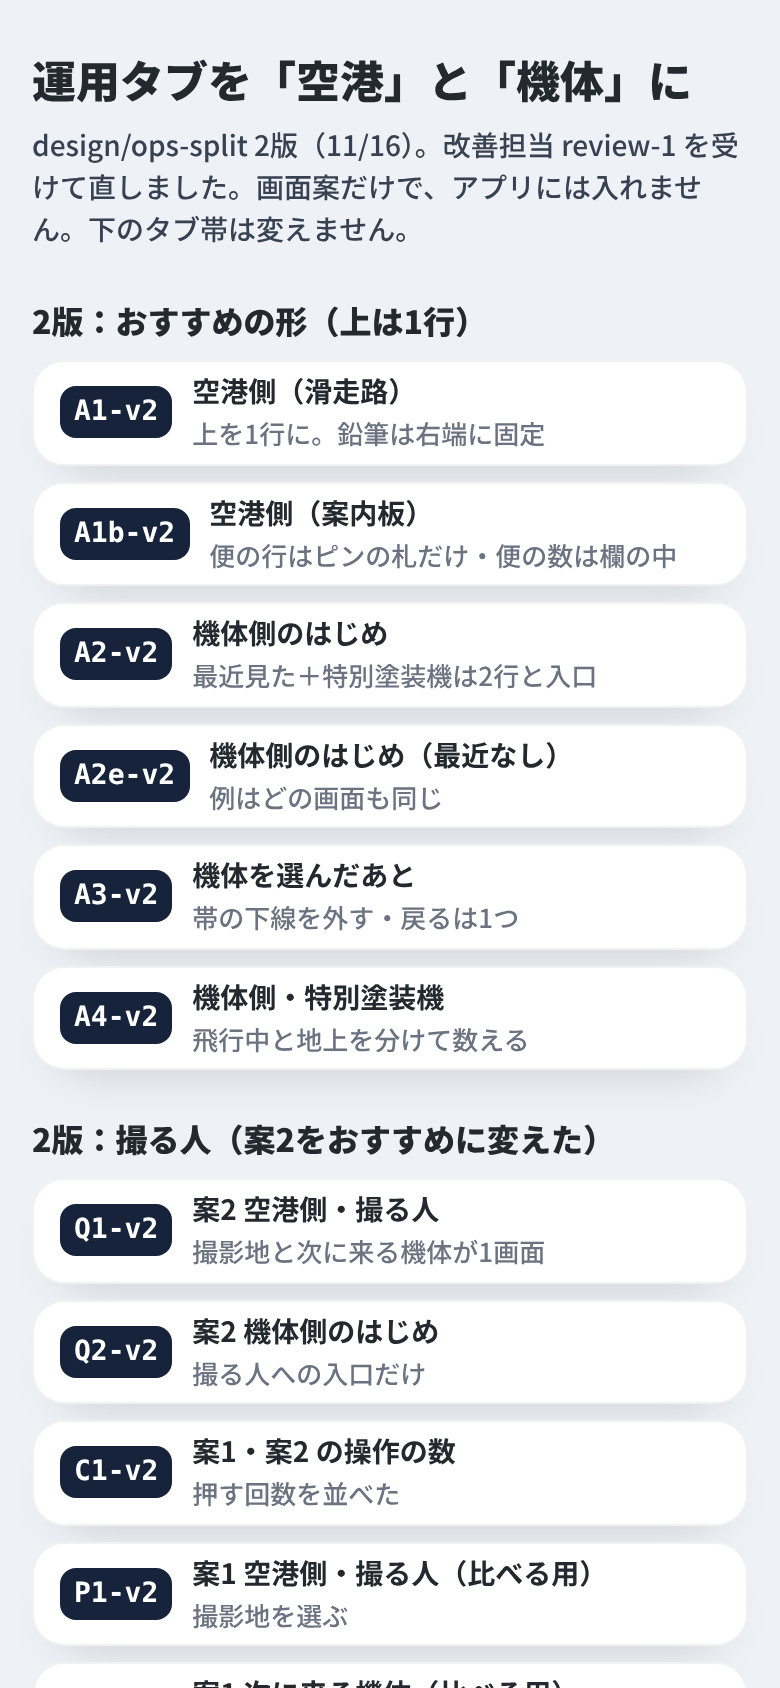 運用タブを「空港」と「機体」に
design/ops-split 2版（11/16）。改善担当 review-1 を受
けて直しました。画面案だけで、アプリには入れませ
ん。下のタブ帯は変えません。
2版：おすすめの形（上は1行）
A1-v2
空港側（滑走路）
上を1行に。鉛筆は右端に固定
A1b-v2
空港側（案内板）
便の行はピンの札だけ・便の数は欄の中
A2-v2
機体側のはじめ
最近見た＋特別塗装機は2行と入口
A2e-v2
機体側のはじめ（最近なし）
例はどの画面も同じ
A3-v2
機体を選んだあと
帯の下線を外す・戻るは1つ
A4-v2
機体側・特別塗装機
飛行中と地上を分けて数える
2版：撮る人（案2をおすすめに変えた）
Q1-v2
案2 空港側・撮る人
撮影地と次に来る機体が1画面
Q2-v2
案2 機体側のはじめ
撮る人への入口だけ
C1-v2
案1・案2 の操作の数
押す回数を並べた
P1-v2
案1 空港側・撮る人（比べる用）
撮影地を選ぶ
案1 次に来る機体（比べる用）